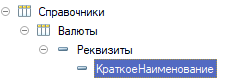 Справочники
Валюты
Реквизиты
КраткоеНаименование